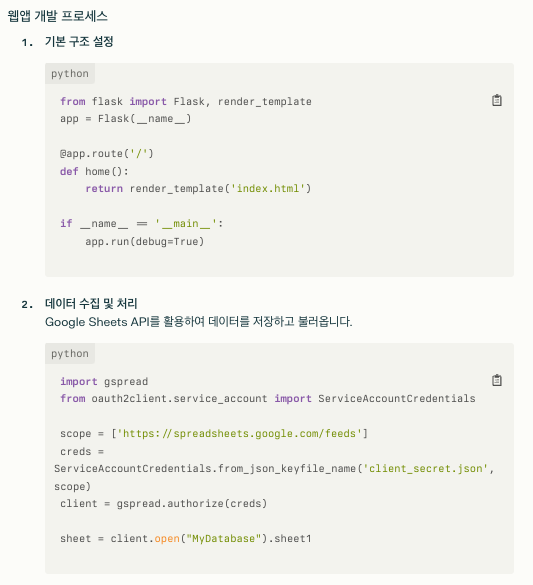 웹앱 개발 프로세스
1. 기본 구조 설정
python
from flask import Flask, render_template
app = Flask(__name__)
@app.route('/')
def home():
    return render_template('index.html')
if __name__ == '__main__':
    app.run(debug=True)
2. 데이터 수집 및 처리
Google Sheets API를 활용하여 데이터를 저장하고 불러옵니다.
python
import gspread
from oauth2client.service_account import ServiceAccountCredentials
scope = ['https://spreadsheets.google.com/feeds']
creds =
ServiceAccountCredentials.from_json_keyfile_name('client_secret.json',
scope)
client = gspread.authorize(creds)
sheet = client.open("MyDatabase").sheet1